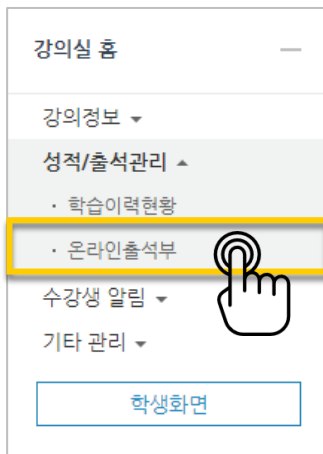 강의실 홈
강의정보
성적/출석관리
· 학습이력현황
· 온라인출석부
수강생 알림
기타 관리
학생화면